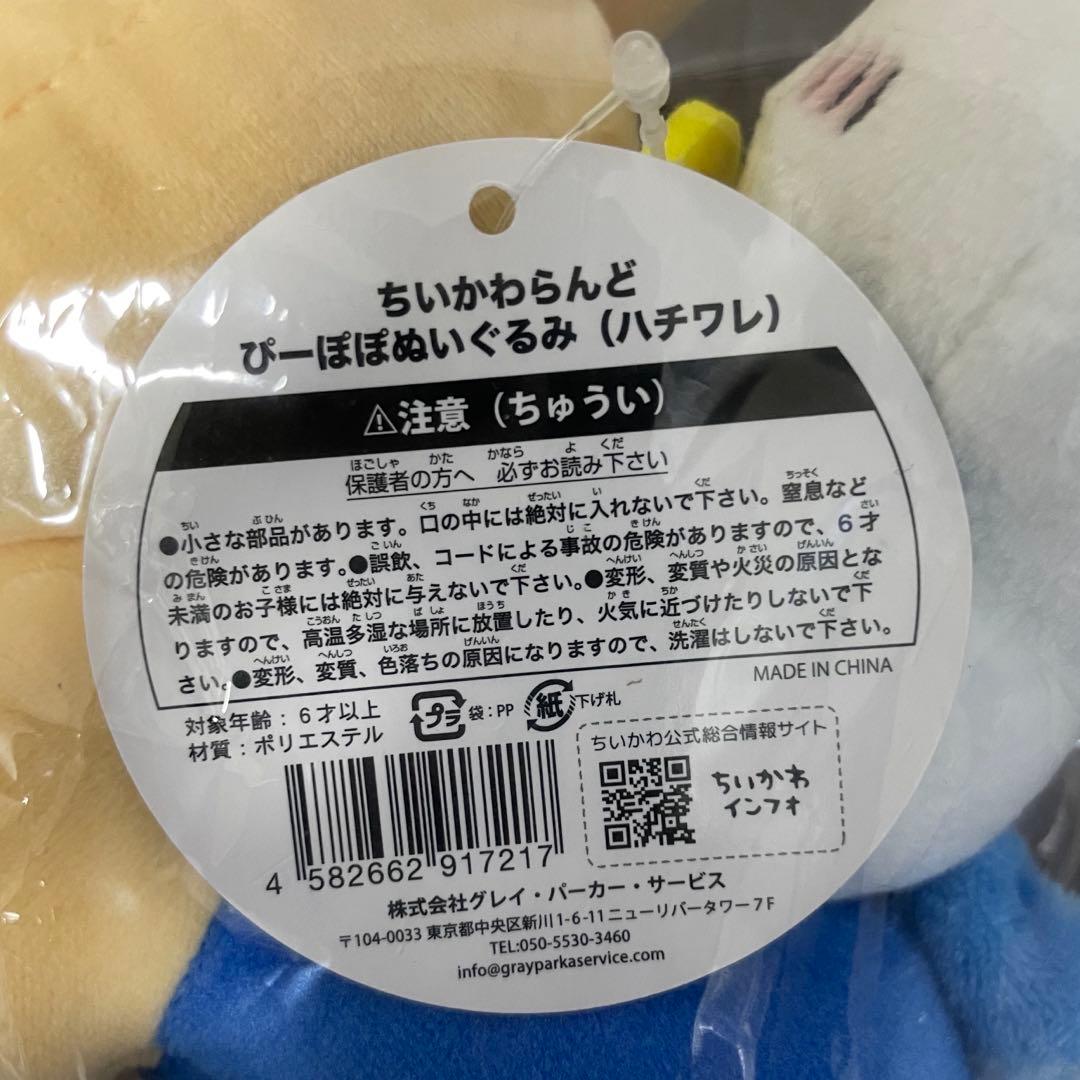 ちいかわらんど
ぴーぽぽぬいぐるみ（ハチワレ）
⚠注意（ちゅうい）
保護者の方へ 必ずお読み下さい
●小さな部品があります。口の中には絶対に入れないで下さい。窒息など
の危険があります。●誤飲、コードによる事故の危険がありますので、6才
未満のお子様には絶対に与えないで下さい。●変形、変質や火災の原因とな
りますので、高温多湿な場所に放置したり、火気に近づけたりしないで下
さい。●変形、変質、色落ちの原因になりますので、洗濯はしないで下さい。
MADE IN CHINA
対象年齢：6才以上
材質：ポリエステル
プラ 袋：PP 紙 下げ札
ちいかわ公式総合情報サイト
ちいかわ
インフォ
4 582662 917217
株式会社グレイ・パーカー・サービス
〒104-0033 東京都中央区新川1-6-11ニューリバータワー7F
TEL:050-5530-3460
info@grayparkaservice.com